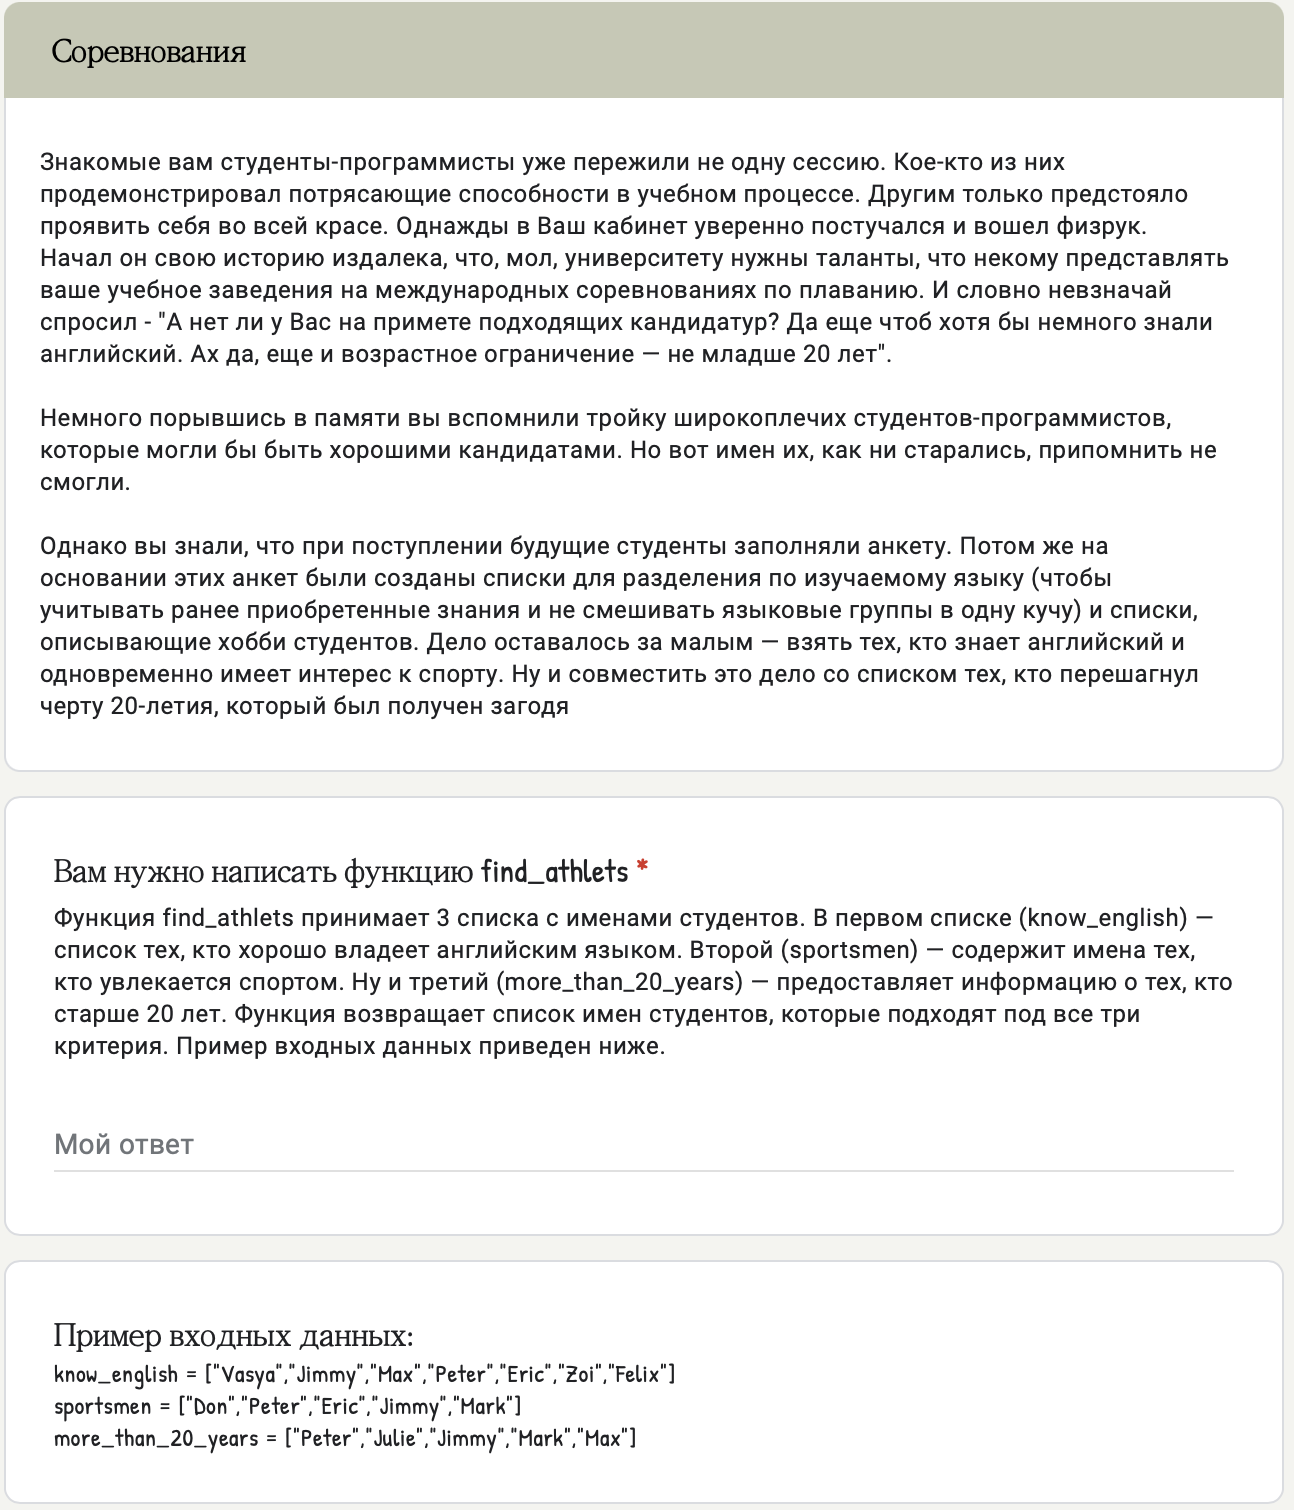 Соревнования
Знакомые вам студенты-программисты уже пережили не одну сессию. Кое-кто из них
продемонстрировал потрясающие способности в учебном процессе. Другим только предстояло
проявить себя во всей красе. Однажды в Ваш кабинет уверенно постучался и вошел физрук.
Начал он свою историю издалека, что, мол, университету нужны таланты, что некому представлять
ваше учебное заведения на международных соревнованиях по плаванию. И словно невзначай
спросил - "А нет ли у Вас на примете подходящих кандидатур? Да еще чтоб хотя бы немного знали
английский. Ах да, еще и возрастное ограничение — не младше 20 лет".
Немного порывшись в памяти вы вспомнили тройку широкоплечих студентов-программистов,
которые могли бы быть хорошими кандидатами. Но вот имен их, как ни старались, припомнить не
смогли.
Однако вы знали, что при поступлении будущие студенты заполняли анкету. Потом же на
основании этих анкет были созданы списки для разделения по изучаемому языку (чтобы
учитывать ранее приобретенные знания и не смешивать языковые группы в одну кучу) и списки,
описывающие хобби студентов. Дело оставалось за малым — взять тех, кто знает английский и
одновременно имеет интерес к спорту. Ну и совместить это дело со списком тех, кто перешагнул
черту 20-летия, который был получен загодя
Вам нужно написать функцию find_athlets *
Функция find_athlets принимает 3 списка с именами студентов. В первом списке (know_english) —
список тех, кто хорошо владеет английским языком. Второй (sportsmen) — содержит имена тех,
кто увлекается спортом. Ну и третий (more_than_20_years) — предоставляет информацию о тех, кто
старше 20 лет. Функция возвращает список имен студентов, которые подходят под все три
критерия. Пример входных данных приведен ниже.
Мой ответ
Пример входных данных:
know_english = ["Vasya","Jimmy","Max","Peter","Eric","Zoi","Felix"]
sportsmen = ["Don","Peter","Eric","Jimmy","Mark"]
more_than_20_years = ["Peter","Julie","Jimmy","Mark","Max"]